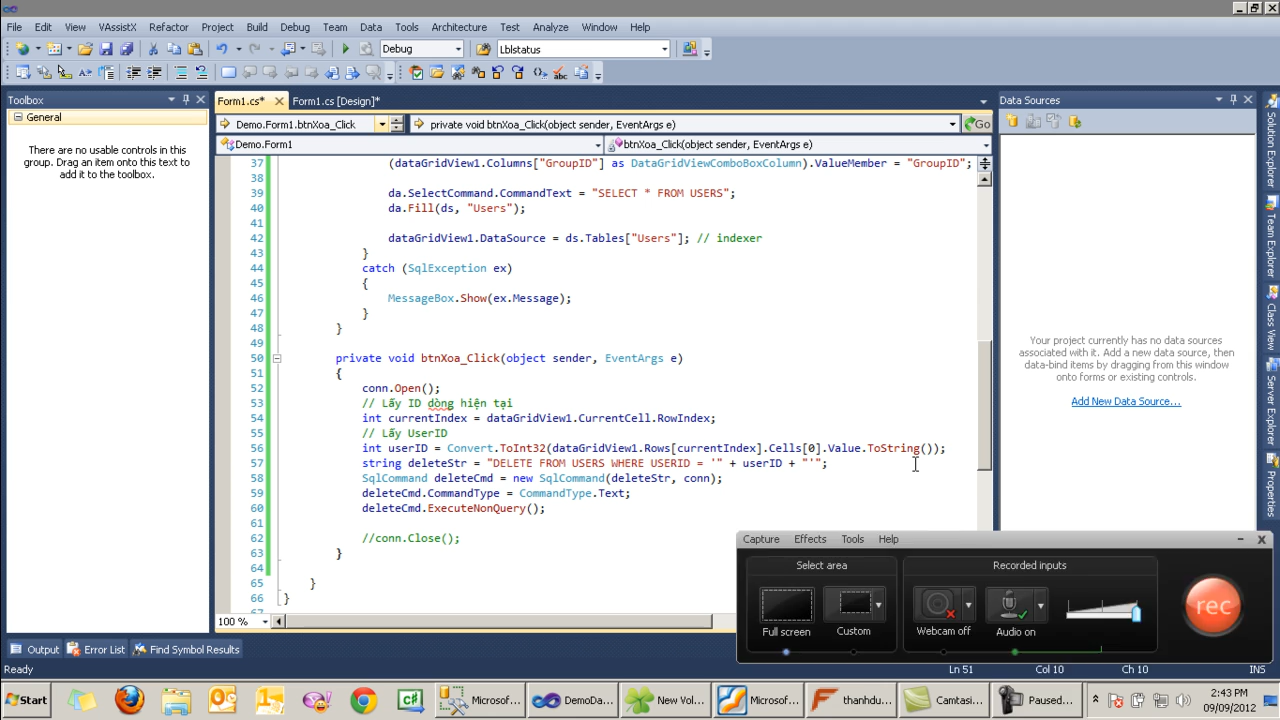 File Edit View VAssistX Refactor Project Build Debug Team Data Tools Architecture Test Analyze Window Help
Debug Lblstatus
Toolbox
General
There are no usable controls in this
group. Drag an item onto this text to
add it to the toolbox.
Form1.cs* Form1.cs [Design]*
Demo.Form1.btnXoa_Click private void btnXoa_Click(object sender, EventArgs e) Go
Demo.Form1 btnXoa_Click(object sender, EventArgs e)
37 (dataGridView1.Columns["GroupID"] as DataGridViewComboBoxColumn).ValueMember = "GroupID";
38
39 da.SelectCommand.CommandText = "SELECT * FROM USERS";
40 da.Fill(ds, "Users");
41
42 dataGridView1.DataSource = ds.Tables["Users"]; // indexer
43 }
44 catch (SqlException ex)
45 {
46 MessageBox.Show(ex.Message);
47 }
48 }
49
50 private void btnXoa_Click(object sender, EventArgs e)
51 {
52 conn.Open();
53 // Lấy ID dòng hiện tại
54 int currentIndex = dataGridView1.CurrentCell.RowIndex;
55 // Lấy UserID
56 int userID = Convert.ToInt32(dataGridView1.Rows[currentIndex].Cells[0].Value.ToString());
57 string deleteStr = "DELETE FROM USERS WHERE USERID = '" + userID + "'";
58 SqlCommand deleteCmd = new SqlCommand(deleteStr, conn);
59 deleteCmd.CommandType = CommandType.Text;
60 deleteCmd.ExecuteNonQuery();
61
62 //conn.Close();
63 }
64
65 }
66 }
100 %
Data Sources
Your project currently has no data sources
associated with it. Add a new data source, then
data-bind items by dragging from this window
onto forms or existing controls.
Add New Data Source...
Solution Explorer
Team Explorer
Class View
Server Explorer
Properties
Capture Effects Tools Help
Select area Recorded inputs
Full screen Custom Webcam off Audio on
rec
Output Error List Find Symbol Results
Ready Ln 51 Col 10 Ch 10 INS
Start Microsof... DemoDa... New Vol... Microsof... thanhdu... Camtasi... Paused... 2:43 PM
09/09/2012